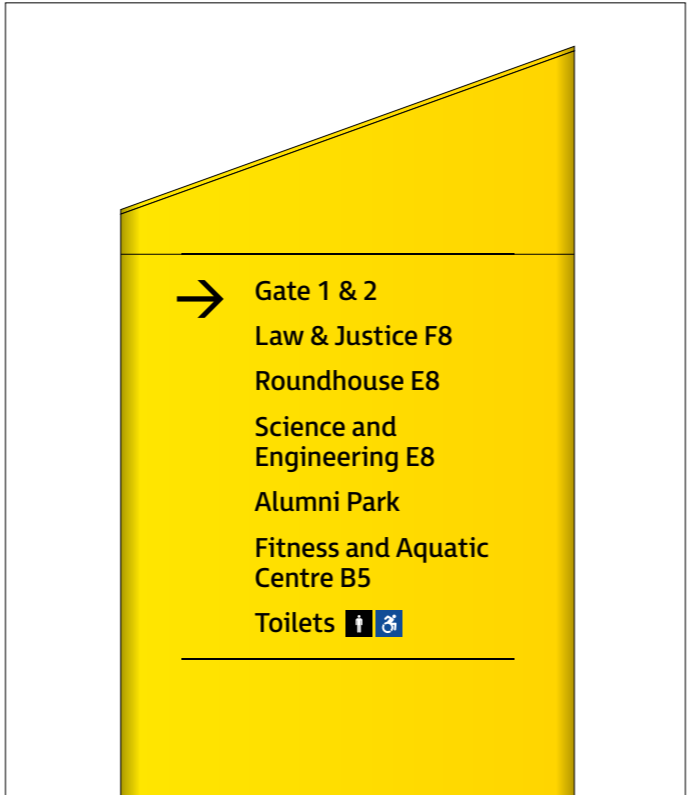 Gate 1 & 2
Law & Justice F8
Roundhouse E8
Science and
Engineering E8
Alumni Park
Fitness and Aquatic
Centre B5
Toilets